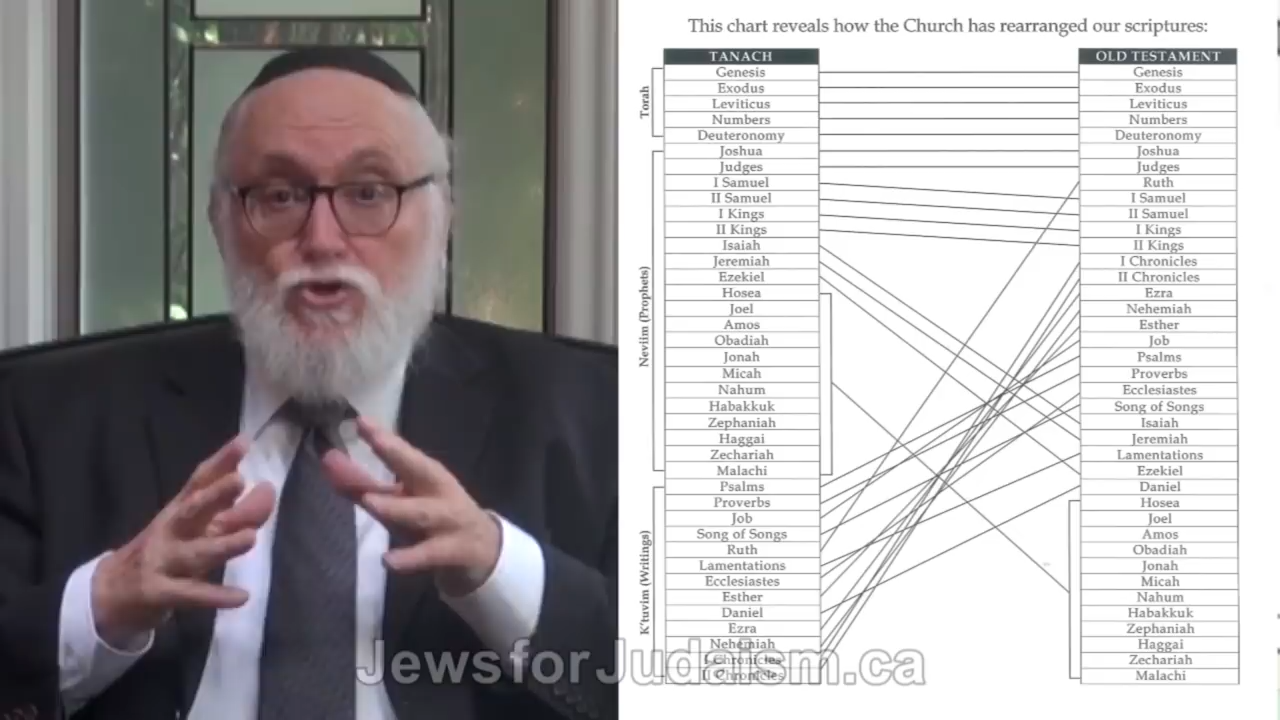 This chart reveals how the Church has rearranged our scriptures:
TANACH
Torah
Genesis
Exodus
Leviticus
Numbers
Deuteronomy
Neviim (Prophets)
Joshua
Judges
I Samuel
II Samuel
I Kings
II Kings
Isaiah
Jeremiah
Ezekiel
Hosea
Joel
Amos
Obadiah
Jonah
Micah
Nahum
Habakkuk
Zephaniah
Haggai
Zechariah
Malachi
K'tuvim (Writings)
Psalms
Proverbs
Job
Song of Songs
Ruth
Lamentations
Ecclesiastes
Esther
Daniel
Ezra
Nehemiah
I Chronicles
II Chronicles
OLD TESTAMENT
Genesis
Exodus
Leviticus
Numbers
Deuteronomy
Joshua
Judges
Ruth
I Samuel
II Samuel
I Kings
II Kings
I Chronicles
II Chronicles
Ezra
Nehemiah
Esther
Job
Psalms
Proverbs
Ecclesiastes
Song of Songs
Isaiah
Jeremiah
Lamentations
Ezekiel
Daniel
Hosea
Joel
Amos
Obadiah
Jonah
Micah
Nahum
Habakkuk
Zephaniah
Haggai
Zechariah
Malachi
JewsforJudaism.ca